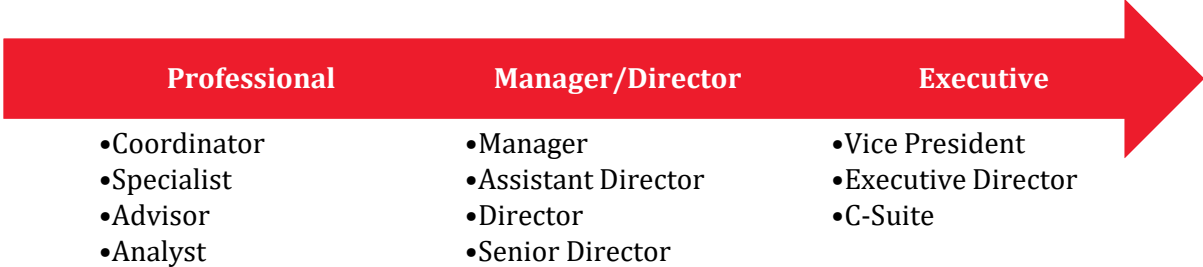 Professional
Manager/Director
Executive
•Coordinator
•Specialist
•Advisor
•Analyst
•Manager
•Assistant Director
•Director
•Senior Director
•Vice President
•Executive Director
•C-Suite